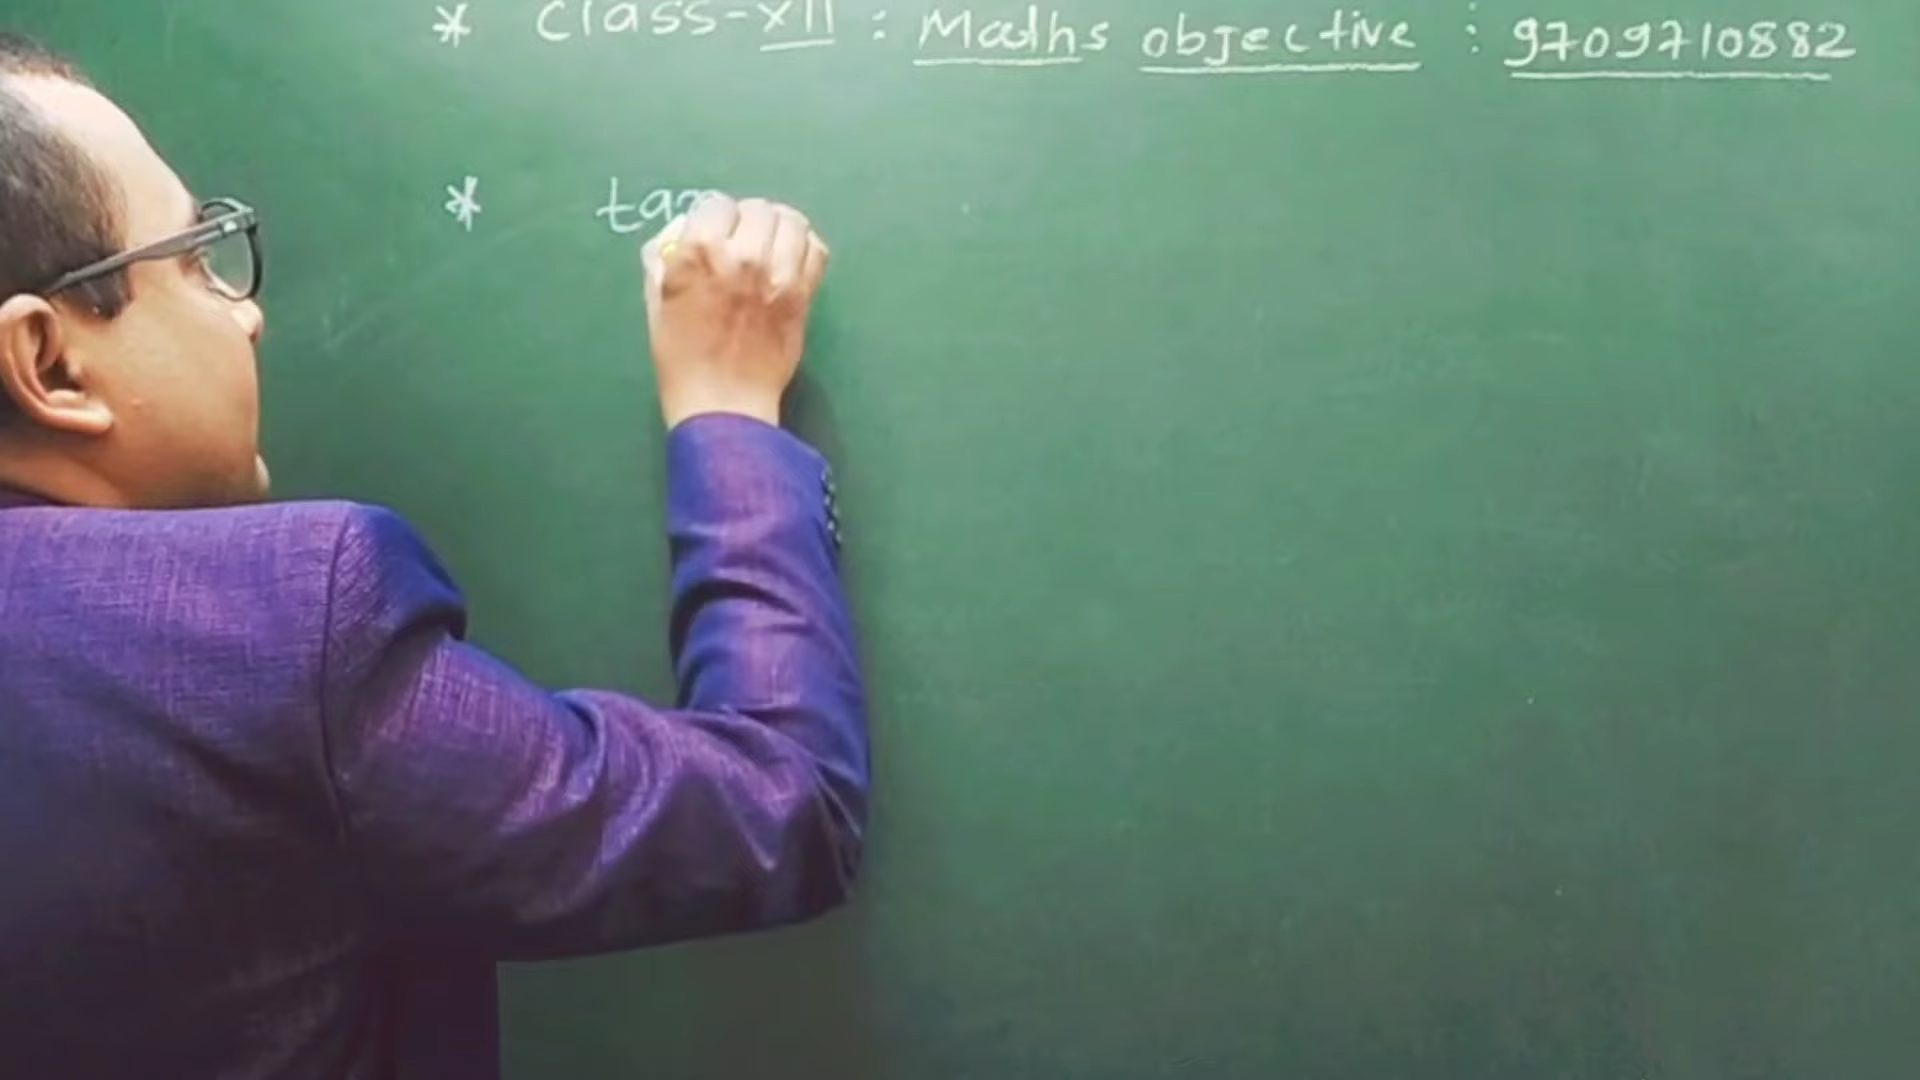 * Class-XII : Maths objective : 9709710882
* tan